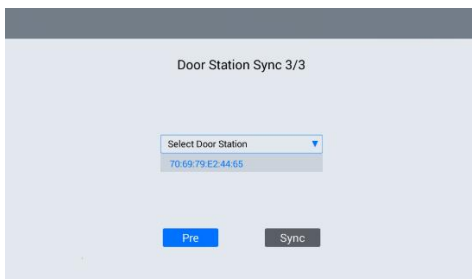 Door Station Sync 3/3
Select Door Station
70:69:79:E2:44:65
Pre
Sync